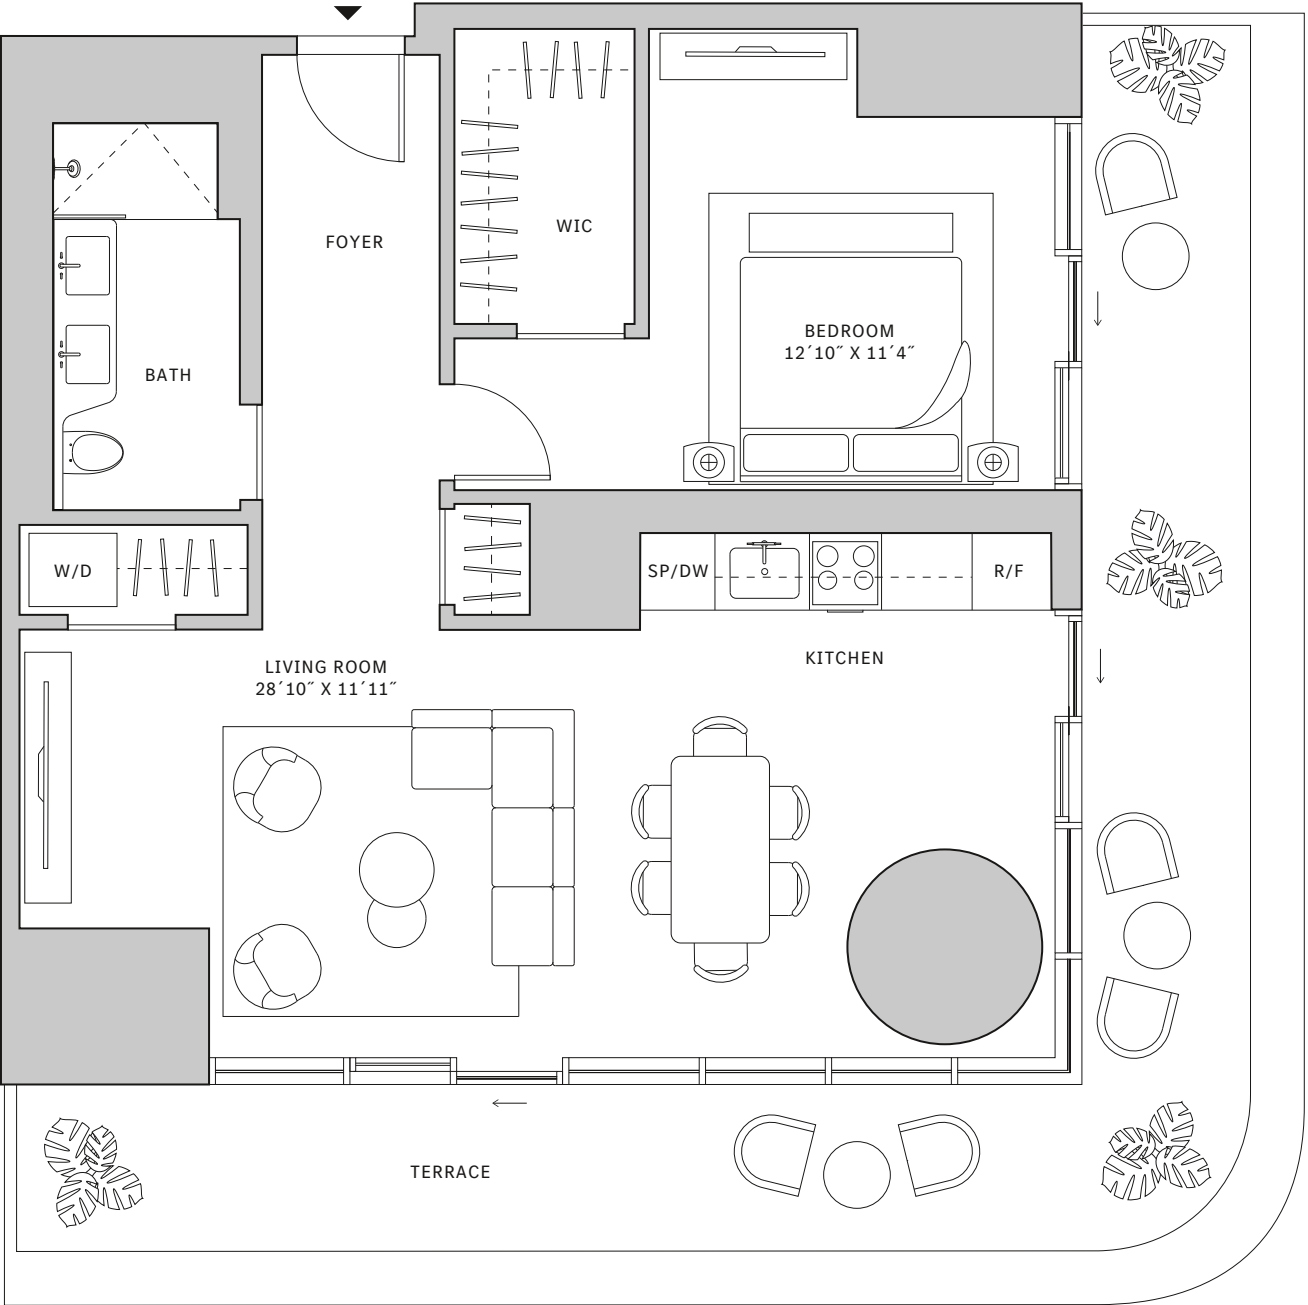 FOYER
WIC
BEDROOM
12´10˝ X 11´4˝
BATH
W/D
SP/DW
R/F
LIVING ROOM
28´10˝ X 11´11˝
KITCHEN
TERRACE